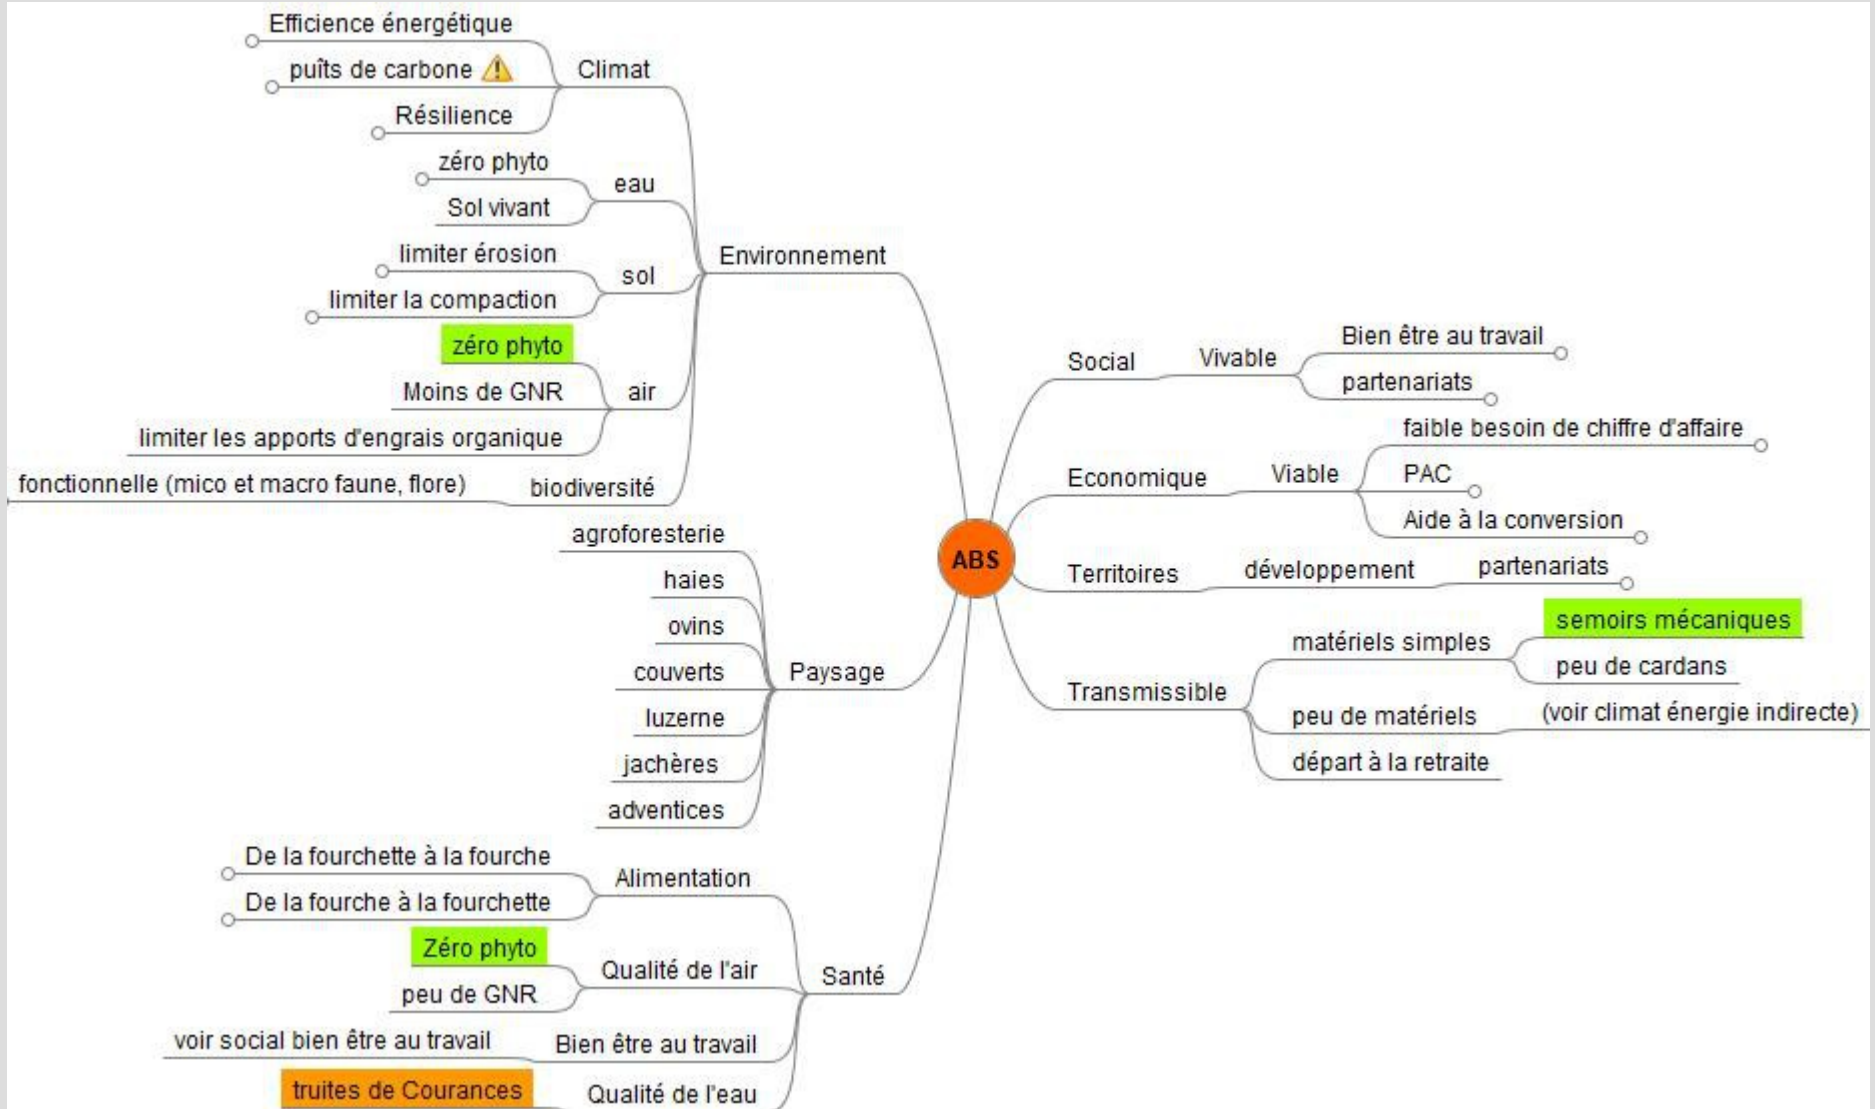 Efficience énergétique
puîts de carbone
Résilience
Climat
zéro phyto
Sol vivant
eau
limiter érosion
limiter la compaction
sol
zéro phyto
Moins de GNR
limiter les apports d'engrais organique
air
fonctionnelle (mico et macro faune, flore)
biodiversité
Environnement
agroforesterie
haies
ovins
couverts
luzerne
jachères
adventices
Paysage
De la fourchette à la fourche
De la fourche à la fourchette
Alimentation
Zéro phyto
peu de GNR
Qualité de l'air
voir social bien être au travail
Bien être au travail
truites de Courances
Qualité de l'eau
Santé
ABS
Social
Vivable
Bien être au travail
partenariats
Economique
Viable
faible besoin de chiffre d'affaire
PAC
Aide à la conversion
Territoires
développement
partenariats
Transmissible
matériels simples
semoirs mécaniques
peu de cardans
peu de matériels
(voir climat énergie indirecte)
départ à la retraite